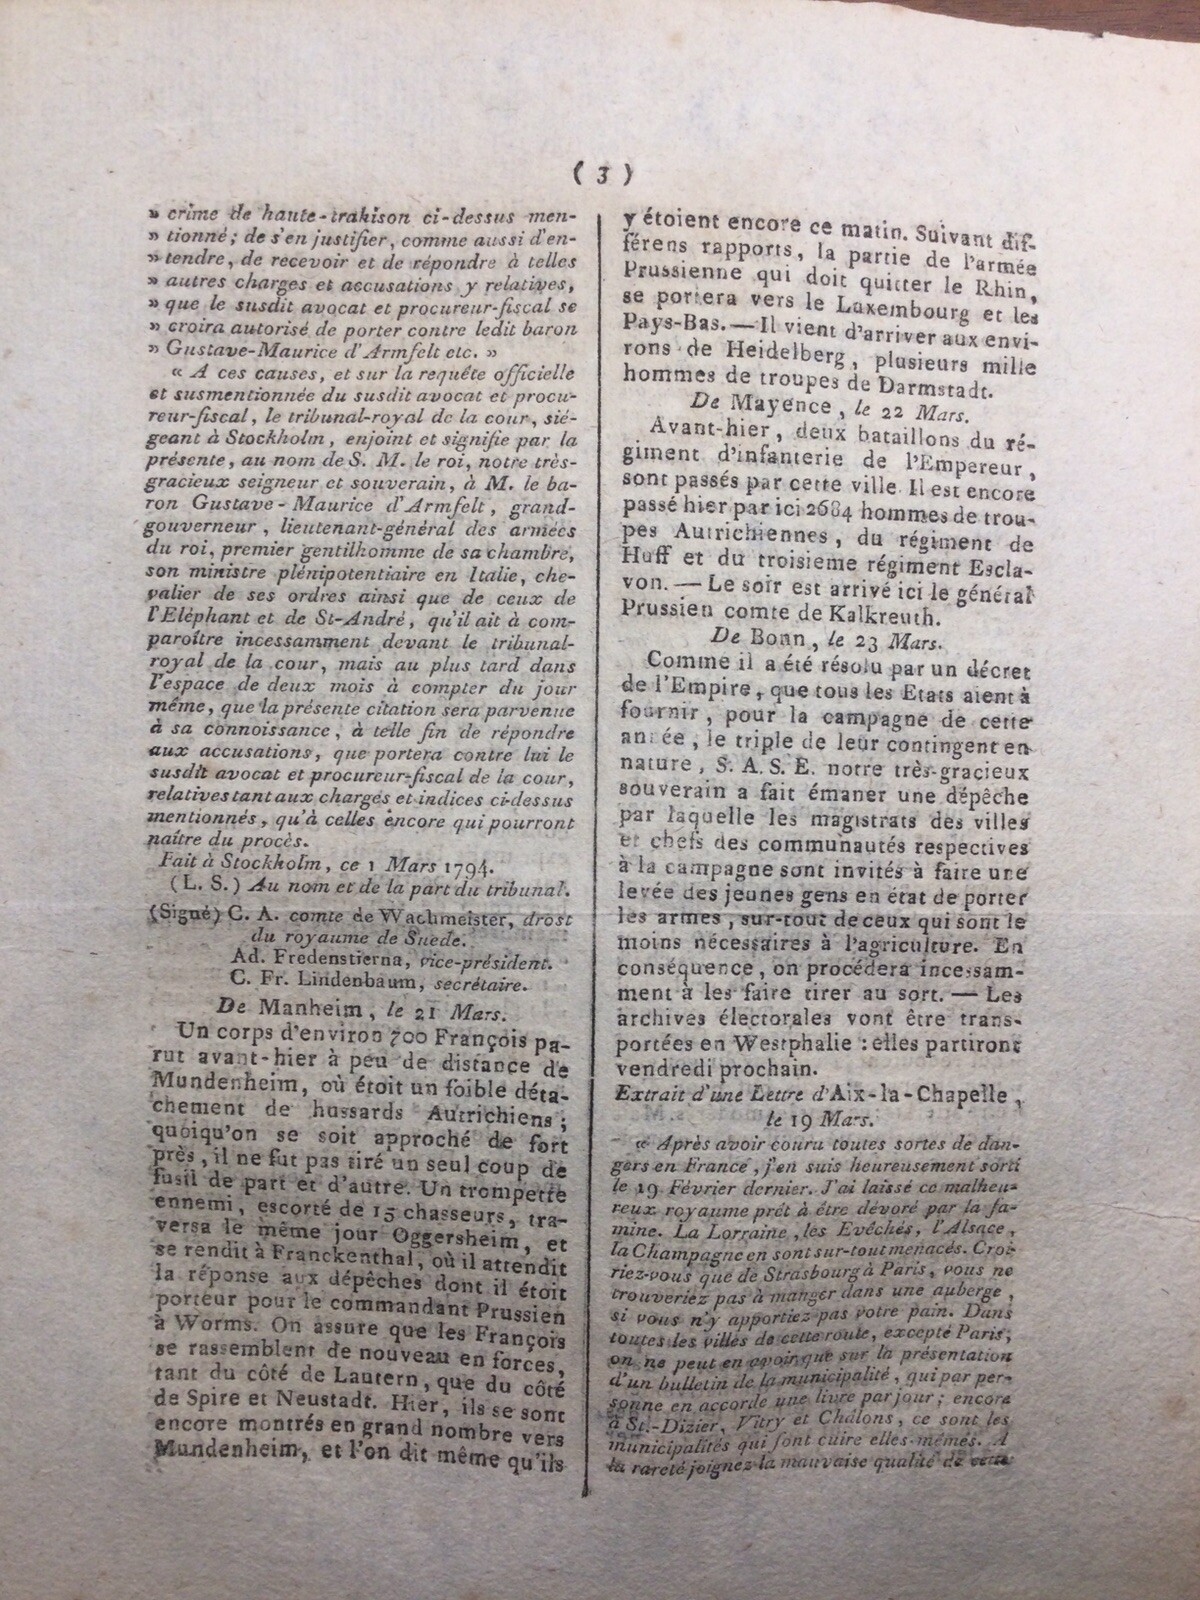 ( 3 )
» crime de haute-trakison ci-dessus men-
» tionné; de s'en justifier, comme aussi d'en-
» tendre, de recevoir et de répondre à telles
» autres charges et accusations y relatives,
» que le susdit avocat et procureur-fiscal se
» croira autorisé de porter contre ledit baron
» Gustave-Maurice d'Armfelt etc. »
« A ces causes, et sur la requête officielle
et susmentionnée du susdit avocat et procu-
reur-fiscal, le tribunal-royal de la cour, sié-
geant à Stockholm, enjoint et signifie par la
présente, au nom de S. M. le roi, notre très-
gracieux seigneur et souverain, à M. le ba-
ron Gustave-Maurice d'Armfelt, grand-
gouverneur, lieutenant-général des armées
du roi, premier gentilhomme de sa chambre,
son ministre plénipotentiaire en Italie, che-
valier de ses ordres ainsi que de ceux de
l'Eléphant et de St-André, qu'il ait à com-
paroître incessamment devant le tribunal-
royal de la cour, mais au plus tard dans
l'espace de deux mois à compter du jour
même, que la présente citation sera parvenue
à sa connoissance, à telle fin de répondre
aux accusations, que portera contre lui le
susdit avocat et procureur-fiscal de la cour,
relatives tant aux charges et indices ci-dessus
mentionnés, qu'à celles encore qui pourront
naître du procès.
Fait à Stockholm, ce 1 Mars 1794.
(L. S.) Au nom et de la part du tribunal.
(Signé) C. A. comte de Wachmeister, drost
du royaume de Suede.
Ad. Fredenstierna, vice-président.
C. Fr. Lindenbaum, secrétaire.
De Manheim, le 21 Mars.
Un corps d'environ 700 François pa-
rut avant-hier à peu de distance de
Mundenheim, où étoit un foible déta-
chement de hussards Autrichiens;
quoiqu'on se soit approché de fort
près, il ne fut pas tiré un seul coup de
fusil de part et d'autre. Un trompette
ennemi, escorté de 15 chasseurs, tra-
versa le même jour Oggersheim, et
se rendit à Franckenthal, où il attendit
la réponse aux dépêches dont il étoit
porteur pour le commandant Prussien
à Worms. On assure que les François
se rassemblent de nouveau en forces,
tant du côté de Lautern, que du côté
de Spire et Neustadt. Hier, ils se sont
encore montrés en grand nombre vers
Mundenheim, et l'on dit même qu'ils
y étoient encore ce matin. Suivant dif-
férens rapports, la partie de l'armée
Prussienne qui doit quitter le Rhin,
se portera vers le Luxembourg et les
Pays-Bas. — Il vient d'arriver aux envi-
rons de Heidelberg, plusieurs mille
hommes de troupes de Darmstadt.
De Mayence, le 22 Mars.
Avant-hier, deux bataillons du ré-
giment d'infanterie de l'Empereur,
sont passés par cette ville. Il est encore
passé hier par ici 2684 hommes de trou-
pes Autrichiennes, du régiment de
Huff et du troisieme régiment Escla-
von. — Le soir est arrivé ici le général
Prussien comte de Kalkreuth.
De Bonn, le 23 Mars.
Comme il a été résolu par un décret
de l'Empire, que tous les Etats aient à
fournir, pour la campagne de cette
année, le triple de leur contingent en
nature, S. A. S. E. notre très-gracieux
souverain a fait émaner une dépêche
par laquelle les magistrats des villes
et chefs des communautés respectives
à la campagne sont invités à faire une
levée des jeunes gens en état de porter
les armes, sur-tout de ceux qui sont le
moins nécessaires à l'agriculture. En
conséquence, on procédera incessam-
ment à les faire tirer au sort. — Les
archives électorales vont être trans-
portées en Westphalie : elles partiront
vendredi prochain.
Extrait d'une Lettre d'Aix-la-Chapelle,
le 19 Mars.
« Après avoir couru toutes sortes de dan-
gers en France, j'en suis heureusement sorti
le 19 Février dernier. J'ai laissé ce malheu-
reux royaume prêt à être dévoré par la fa-
mine. La Lorraine, les Evêchés, l'Alsace,
la Champagne en sont sur-tout menacés. Croi-
riez-vous que de Strasbourg à Paris, vous ne
trouveriez pas à manger dans une auberge,
si vous n'y apportiez pas votre pain. Dans
toutes les villes de cette route, excepté Paris,
on ne peut en avoir que sur la présentation
d'un bulletin de la municipalité, qui par per-
sonne en accorde une livre par jour; encore
à St.-Dizier, Vitry et Châlons, ce sont les
municipalités qui font cuire elles-mêmes. A
la rareté joignez la mauvaise qualité de cette